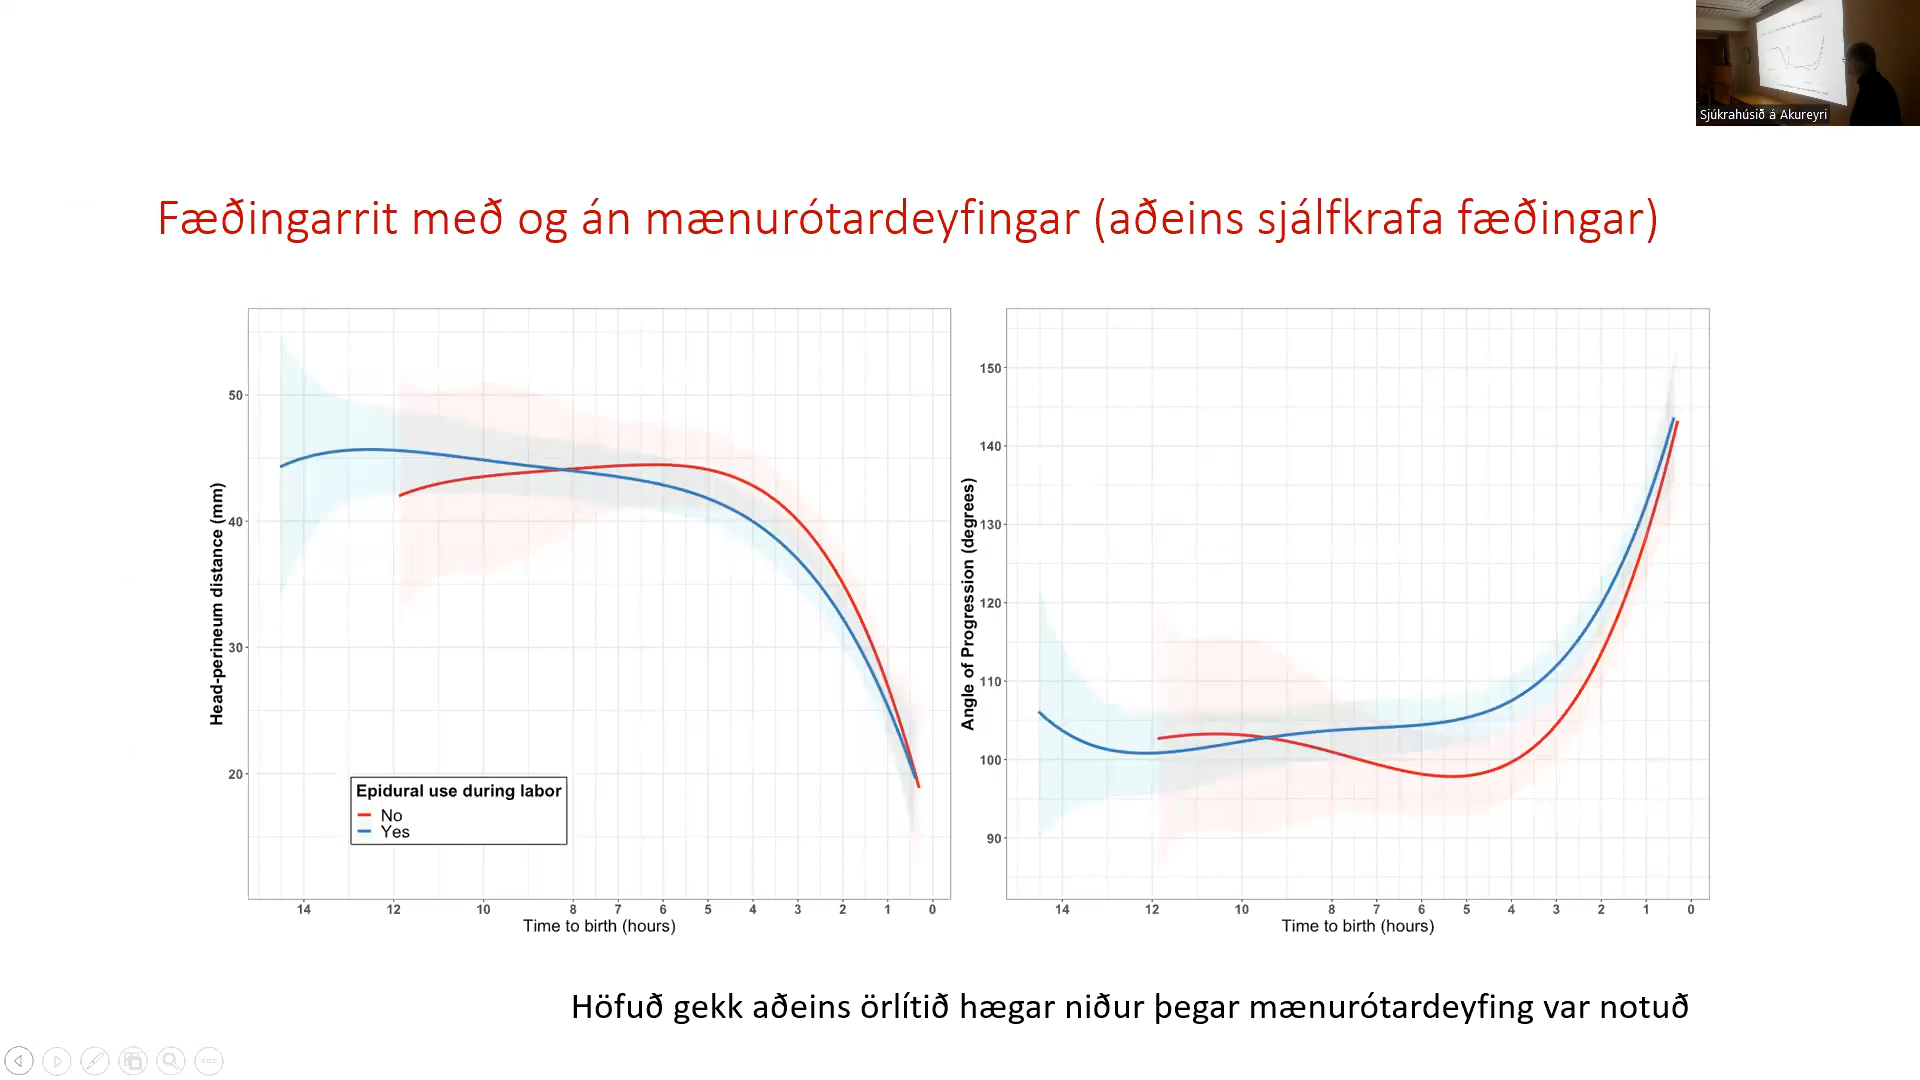 Sjúkrahúsið á Akureyri
Fæðingarrit með og án mænurótardeyfingar (aðeins sjálfkrafa fæðingar)
Head-perineum distance (mm)
50
40
30
20
Epidural use during labor
No
Yes
14 12 10 8 7 6 5 4 3 2 1 0
Time to birth (hours)
Angle of Progression (degrees)
150
140
130
120
110
100
90
14 12 10 8 7 6 5 4 3 2 1 0
Time to birth (hours)
Höfuð gekk aðeins örlítið hægar niður þegar mænurótardeyfing var notuð